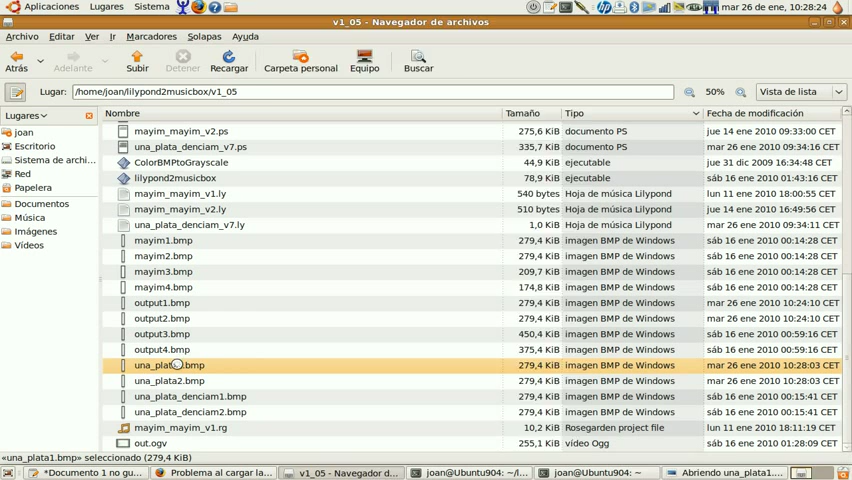 Aplicaciones Lugares Sistema mar 26 de ene, 10:28:24
v1_05 - Navegador de archivos
Archivo Editar Ver Ir Marcadores Solapas Ayuda
Atrás Adelante Subir Detener Recargar Carpeta personal Equipo Buscar
Lugar: /home/joan/lilypond2musicbox/v1_05 50% Vista de lista
Lugares Nombre Tamaño Tipo Fecha de modificación
joan
Escritorio
Sistema de archi...
Red
Papelera
Documentos
Música
Imágenes
Vídeos
mayim_mayim_v2.ps 275,6 KiB documento PS jue 14 ene 2010 09:33:00 CET
una_plata_denciam_v7.ps 335,7 KiB documento PS mar 26 ene 2010 09:34:16 CET
ColorBMPtoGrayscale 44,9 KiB ejecutable jue 31 dic 2009 16:34:48 CET
lilypond2musicbox 78,9 KiB ejecutable sáb 16 ene 2010 01:43:16 CET
mayim_mayim_v1.ly 540 bytes Hoja de música Lilypond lun 11 ene 2010 18:00:55 CET
mayim_mayim_v2.ly 510 bytes Hoja de música Lilypond jue 14 ene 2010 16:49:56 CET
una_plata_denciam_v7.ly 1,0 KiB Hoja de música Lilypond mar 26 ene 2010 09:34:11 CET
mayim1.bmp 279,4 KiB imagen BMP de Windows sáb 16 ene 2010 00:14:28 CET
mayim2.bmp 279,4 KiB imagen BMP de Windows sáb 16 ene 2010 00:14:28 CET
mayim3.bmp 209,7 KiB imagen BMP de Windows sáb 16 ene 2010 00:14:28 CET
mayim4.bmp 174,8 KiB imagen BMP de Windows sáb 16 ene 2010 00:14:28 CET
output1.bmp 279,4 KiB imagen BMP de Windows mar 26 ene 2010 10:24:10 CET
output2.bmp 279,4 KiB imagen BMP de Windows mar 26 ene 2010 10:24:10 CET
output3.bmp 450,4 KiB imagen BMP de Windows sáb 16 ene 2010 00:59:16 CET
output4.bmp 375,4 KiB imagen BMP de Windows sáb 16 ene 2010 00:59:16 CET
una_plata1.bmp 279,4 KiB imagen BMP de Windows mar 26 ene 2010 10:28:03 CET
una_plata2.bmp 279,4 KiB imagen BMP de Windows mar 26 ene 2010 10:28:03 CET
una_plata_denciam1.bmp 279,4 KiB imagen BMP de Windows sáb 16 ene 2010 00:15:41 CET
una_plata_denciam2.bmp 279,4 KiB imagen BMP de Windows sáb 16 ene 2010 00:15:41 CET
mayim_mayim_v1.rg 10,2 KiB Rosegarden project file lun 11 ene 2010 18:11:19 CET
out.ogv 255,1 KiB vídeo Ogg sáb 16 ene 2010 01:28:09 CET
«una_plata1.bmp» seleccionado (279,4 KiB)
*Documento 1 no gu... Problema al cargar la... v1_05 - Navegador d... joan@Ubuntu904: ~/l... joan@Ubuntu904: ~ Abriendo una_plata1....